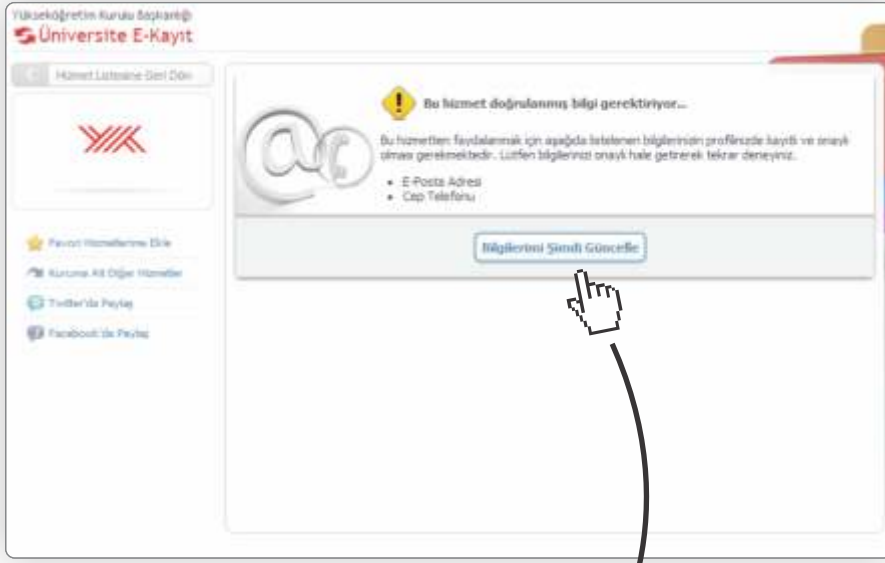 Yükseköğretim Kurulu Başkanlığı
Üniversite E-Kayıt
Hizmet Listesine Geri Dön
Bu hizmet doğrulanmış bilgi gerektiriyor...
Bu hizmetten faydalanmak için aşağıda listelenen bilgilerinizin profilinizde kayıtlı ve onaylı
olması gerekmektedir. Lütfen bilgilerinizi onaylı hale getirerek tekrar deneyiniz.
E-Posta Adresi
Cep Telefonu
Bilgilerimi Şimdi Güncelle
Favori Hizmetlerime Ekle
Kuruma Ait Diğer Hizmetler
Twitter'da Paylaş
Facebook'da Paylaş